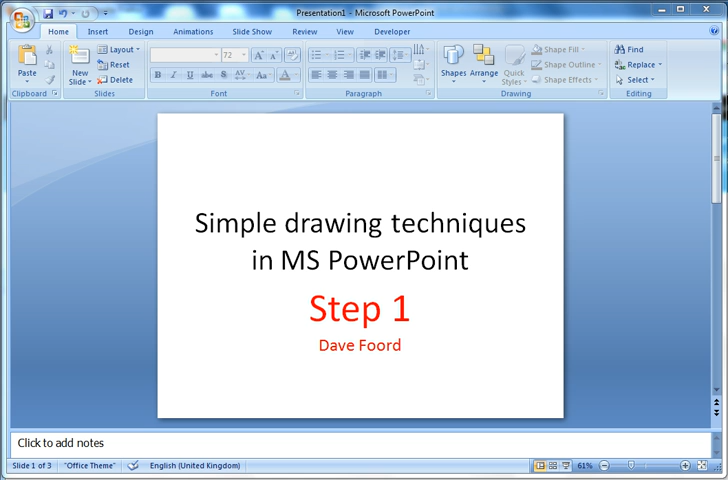 Presentation1 - Microsoft PowerPoint
Home Insert Design Animations Slide Show Review View Developer
Paste
Clipboard
New Slide
Layout
Reset
Delete
Slides
72
B I U abc S AV Aa A
Font
Paragraph
Shapes
Arrange
Quick Styles
Shape Fill
Shape Outline
Shape Effects
Drawing
Find
Replace
Select
Editing
Simple drawing techniques
in MS PowerPoint
Step 1
Dave Foord
Click to add notes
Slide 1 of 3 "Office Theme" English (United Kingdom) 61%